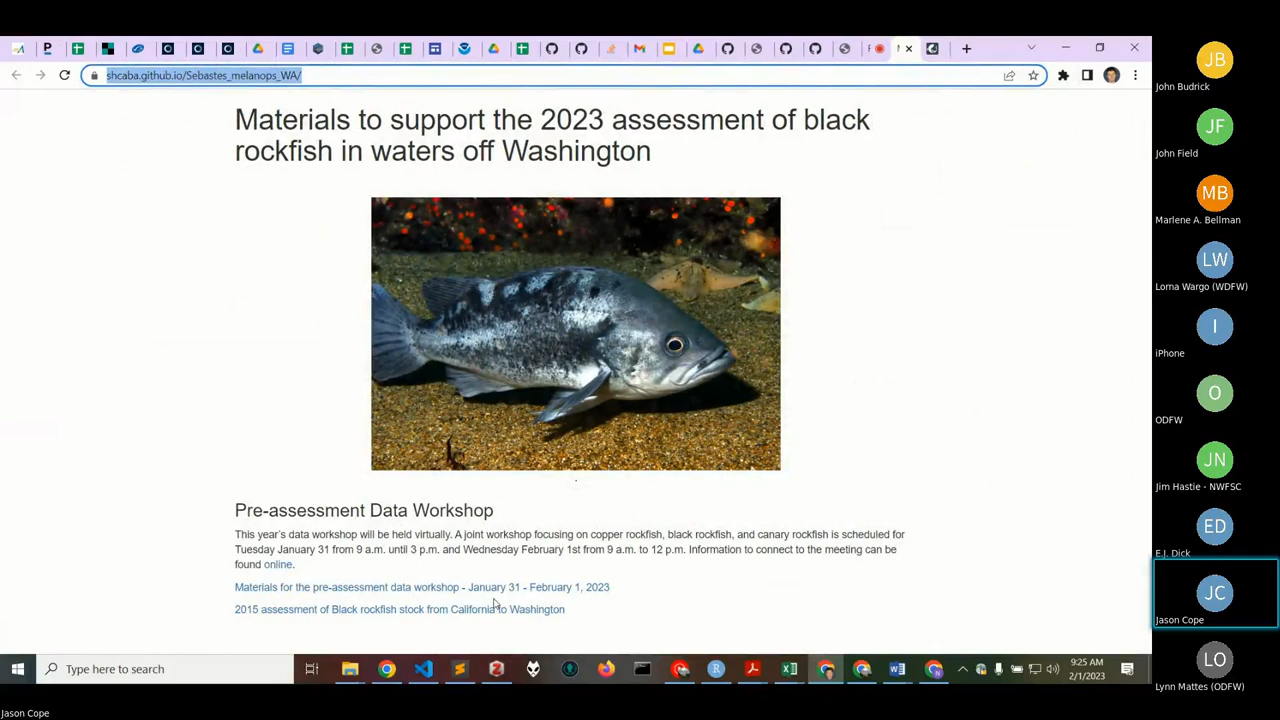 shcaba.github.io/Sebastes_melanops_WA/
Materials to support the 2023 assessment of black
rockfish in waters off Washington
Pre-assessment Data Workshop
This year's data workshop will be held virtually. A joint workshop focusing on copper rockfish, black rockfish, and canary rockfish is scheduled for
Tuesday January 31 from 9 a.m. until 3 p.m. and Wednesday February 1st from 9 a.m. to 12 p.m. Information to connect to the meeting can be
found online.
Materials for the pre-assessment data workshop - January 31 - February 1, 2023
2015 assessment of Black rockfish stock from California to Washington
Type here to search
9:25 AM
2/1/2023
JB
John Budrick
JF
John Field
MB
Marlene A. Bellman
LW
Lorna Wargo (WDFW)
I
iPhone
O
ODFW
JN
Jim Hastie - NWFSC
ED
E.J. Dick
JC
Jason Cope
LO
Lynn Mattes (ODFW)
Jason Cope